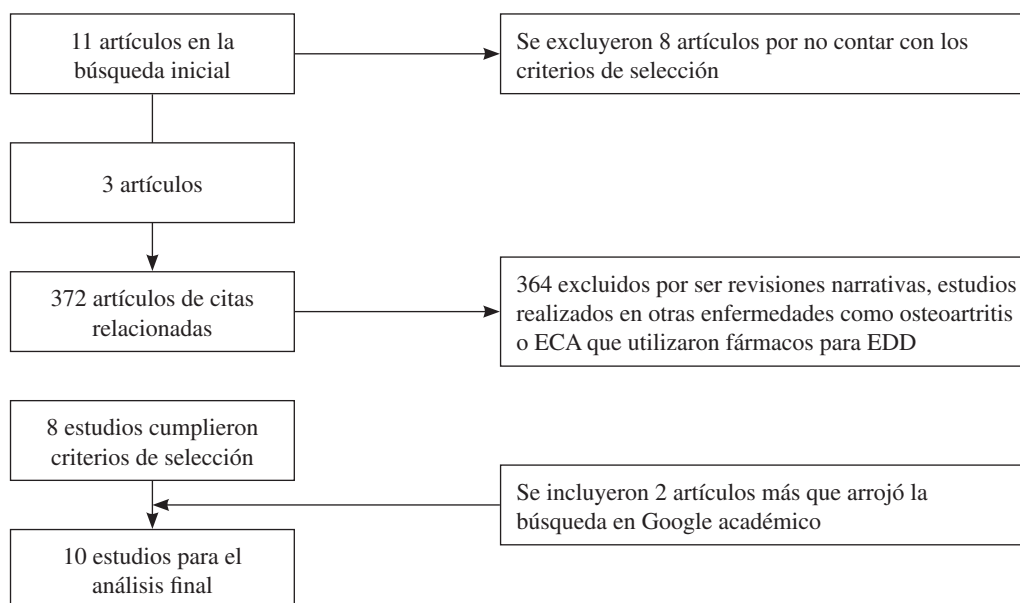 11 artículos en la
búsqueda inicial
Se excluyeron 8 artículos por no contar con los
criterios de selección
3 artículos
372 artículos de citas
relacionadas
364 excluidos por ser revisiones narrativas, estudios
realizados en otras enfermedades como osteoartritis
o ECA que utilizaron fármacos para EDD
8 estudios cumplieron
criterios de selección
Se incluyeron 2 artículos más que arrojó la
búsqueda en Google académico
10 estudios para el
análisis final